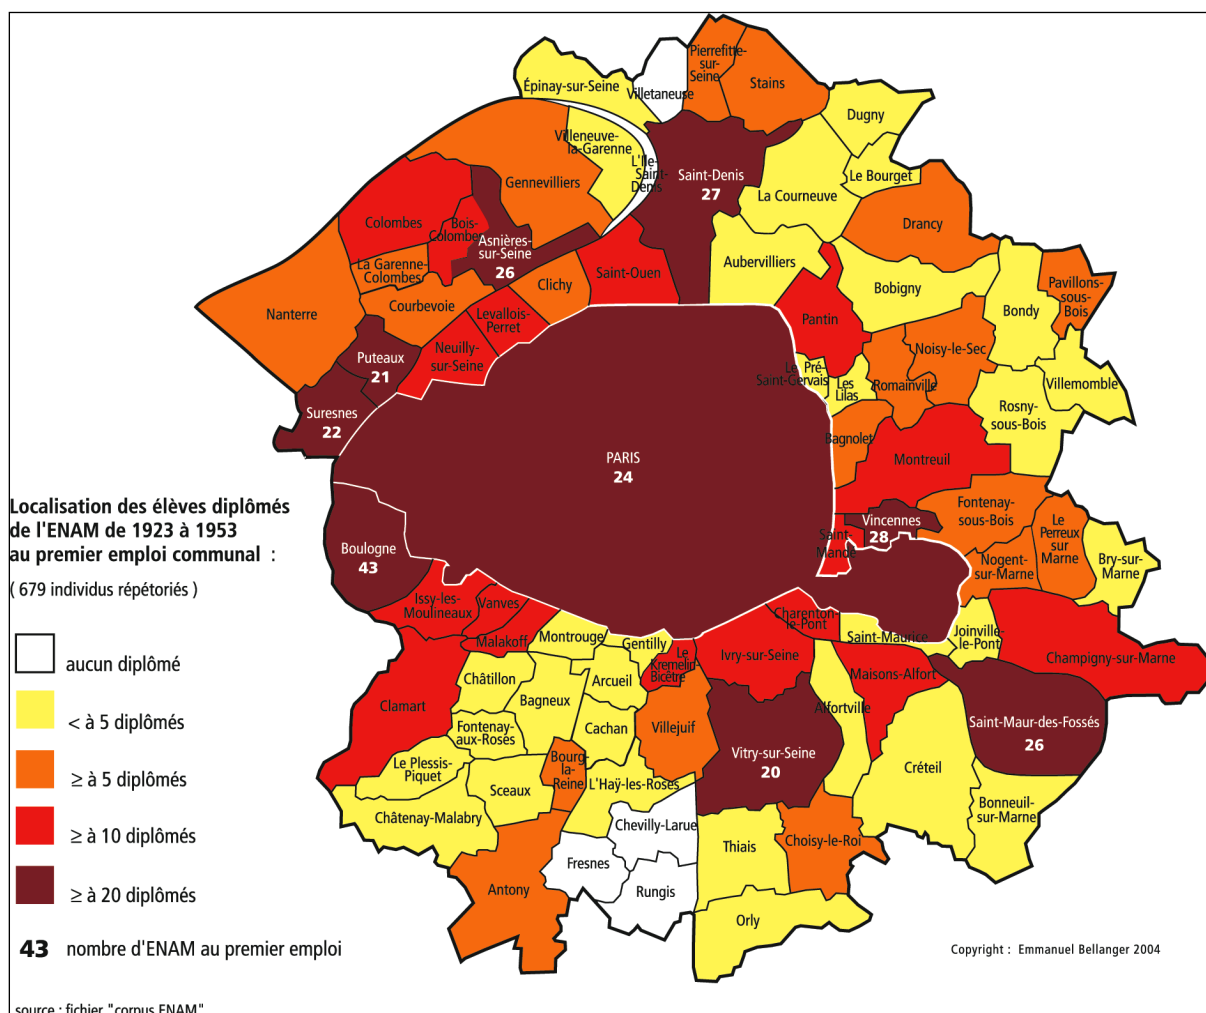 Pierrefitte-
sur-
Seine
Stains
Épinay-sur-Seine
Villetaneuse
Dugny
Villeneuve-
la-Garenne
L'Ile-
Saint-
Denis
Saint-Denis
27
Le Bourget
La Courneuve
Gennevilliers
Drancy
Colombes
Bois-
Colombes
Asnières-
sur-Seine
26
La Garenne-
Colombes
Saint-Ouen
Aubervilliers
Clichy
Bobigny
Pavillons-
sous-
Bois
Bondy
Nanterre
Courbevoie
Levallois-
Perret
Pantin
Neuilly-
sur-Seine
Noisy-le-Sec
Puteaux
21
Le Pré-
Saint-Gervais
Les
Lilas
Romainville
Villemomble
Suresnes
22
Rosny-
sous-Bois
Bagnolet
PARIS
24
Montreuil
Localisation des élèves diplômés
de l'ENAM de 1923 à 1953
au premier emploi communal :
( 679 individus répétoriés )
Fontenay-
sous-Bois
Vincennes
28
Le
Perreux
sur
Marne
Saint-
Mandé
Boulogne
43
Nogent-
sur-Marne
Bry-sur-
Marne
Issy-les-
Moulineaux
Vanves
Charenton-
le-Pont
Malakoff
Montrouge
Gentilly
Saint-Maurice
Joinville-
le-Pont
Le
Kremelin-
Bicêtre
Ivry-sur-Seine
Champigny-sur-Marne
Maisons-Alfort
Châtillon
Arcueil
Bagneux
Clamart
Alfortville
Saint-Maur-des-Fossés
26
Fontenay-
aux-Roses
Cachan
Villejuif
Vitry-sur-Seine
20
Le Plessis-
Piquet
Bourg-
la-
Reine
Créteil
Sceaux
L'Haÿ-les-Roses
Bonneuil-
sur-Marne
Châtenay-Malabry
Chevilly-Larue
Thiais
Choisy-le-Roi
Fresnes
Rungis
Antony
Orly
aucun diplômé
< à 5 diplômés
≥ à 5 diplômés
≥ à 10 diplômés
≥ à 20 diplômés
43 nombre d'ENAM au premier emploi
Copyright : Emmanuel Bellanger 2004
source : fichier "corpus ENAM"